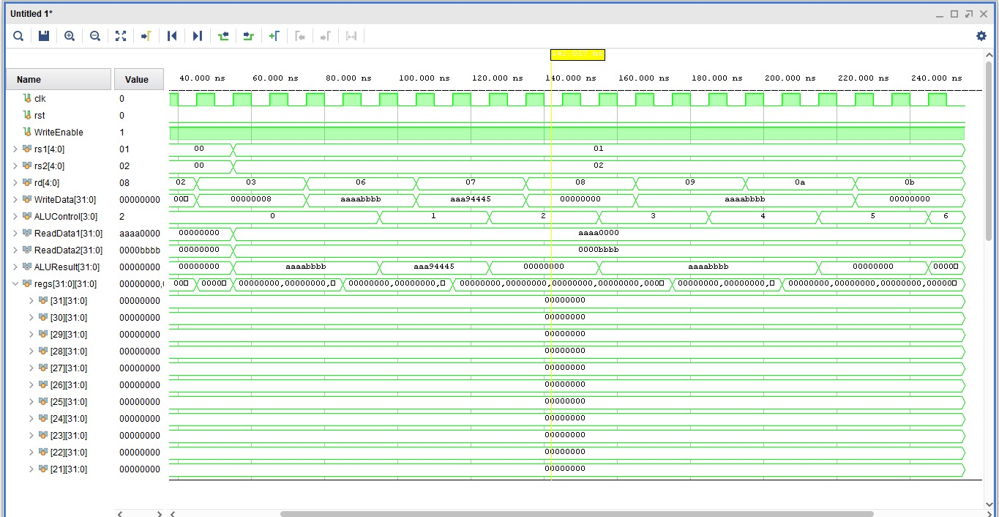 Untitled 1*
Name Value 40.000 ns 60.000 ns 80.000 ns 100.000 ns 120.000 ns 140.000 ns 160.000 ns 180.000 ns 200.000 ns 220.000 ns 240.000 ns
clk 0
rst 0
WriteEnable 1
rs1[4:0] 01 00 01
rs2[4:0] 02 00 02
rd[4:0] 08 02 03 06 07 08 09 0a 0b
WriteData[31:0] 00000000 00□ 00000008 aaaabbbb aaa94445 00000000 aaaabbbb 00000000
ALUControl[3:0] 2 0 1 2 3 4 5 6
ReadData1[31:0] aaaa0000 00000000 aaaa0000
ReadData2[31:0] 0000bbbb 00000000 0000bbbb
ALUResult[31:0] 00000000 00000000 aaaabbbb aaa94445 00000000 aaaabbbb 00000000 0000□
regs[31:0][31:0] 00000000, 00□ 0000□ 00000000,00000000,□ 00000000,00000000,□ 00000000,00000000,00000000,00000000,000□ 00000000,00000000,□ 00000000,00000000,00000000,00000□
[31][31:0] 00000000 00000000
[30][31:0] 00000000 00000000
[29][31:0] 00000000 00000000
[28][31:0] 00000000 00000000
[27][31:0] 00000000 00000000
[26][31:0] 00000000 00000000
[25][31:0] 00000000 00000000
[24][31:0] 00000000 00000000
[23][31:0] 00000000 00000000
[22][31:0] 00000000 00000000
[21][31:0] 00000000 00000000